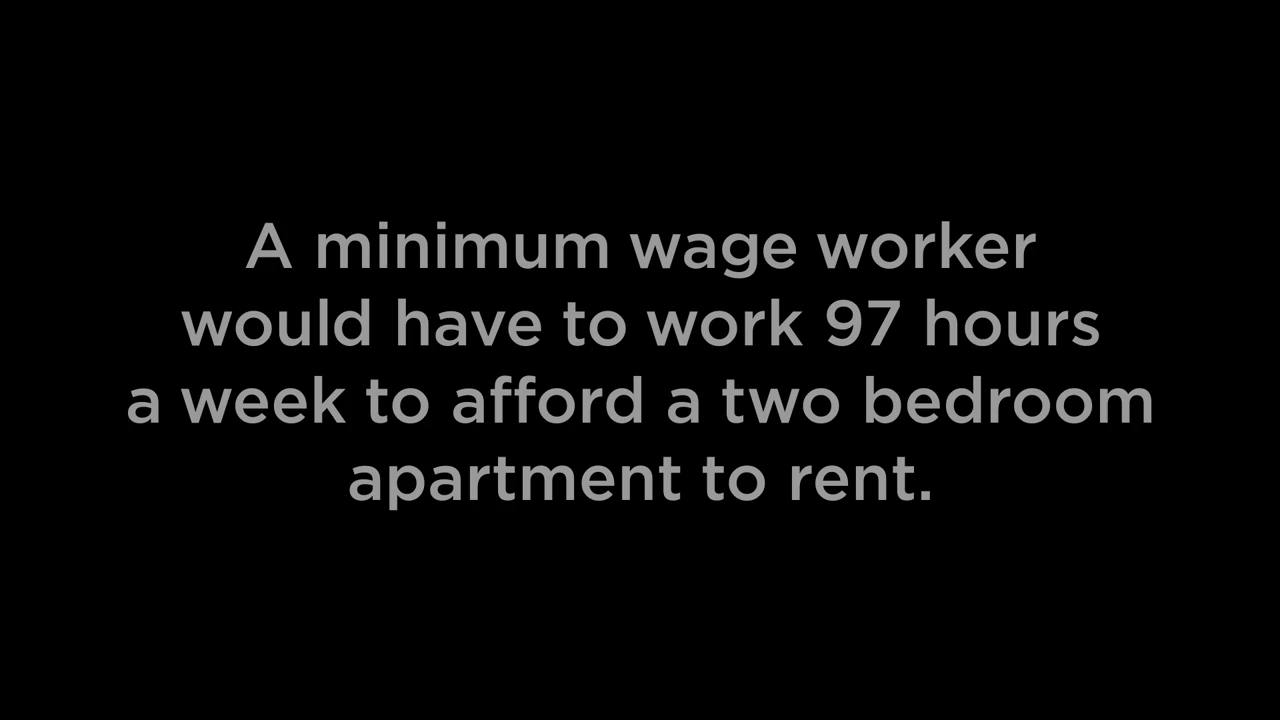 A minimum wage worker
would have to work 97 hours
a week to afford a two bedroom
apartment to rent.